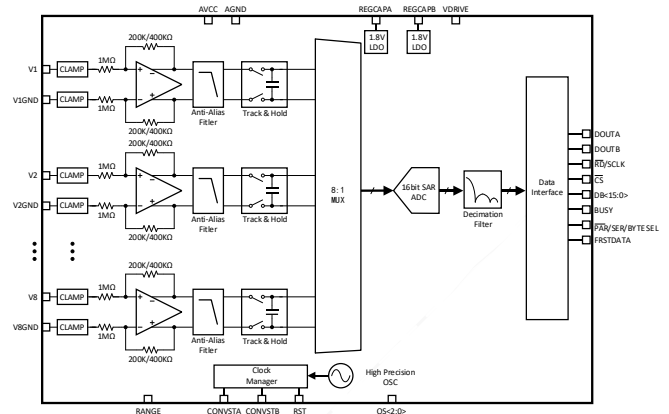 AVCC AGND REGCAPA REGCAPB VDRIVE
1.8V
LDO
1.8V
LDO
200K/400KΩ
V1
CLAMP
1MΩ
V1GND
CLAMP
1MΩ
200K/400KΩ
Anti-Alias
Fitler
Track & Hold
200K/400KΩ
V2
CLAMP
1MΩ
V2GND
CLAMP
1MΩ
200K/400KΩ
Anti-Alias
Fitler
Track & Hold
200K/400KΩ
V8
CLAMP
1MΩ
V8GND
CLAMP
1MΩ
200K/400KΩ
Anti-Alias
Fitler
Track & Hold
8:1
MUX
16bit SAR
ADC
Decimation
Filter
Data
Interface
DOUTA
DOUTB
RD/SCLK
CS
DB<15:0>
BUSY
PAR/SER/BYTE SEL
FRSTDATA
Clock
Manager
High Precision
OSC
RANGE CONVSTA CONVSTB RST OS<2:0>